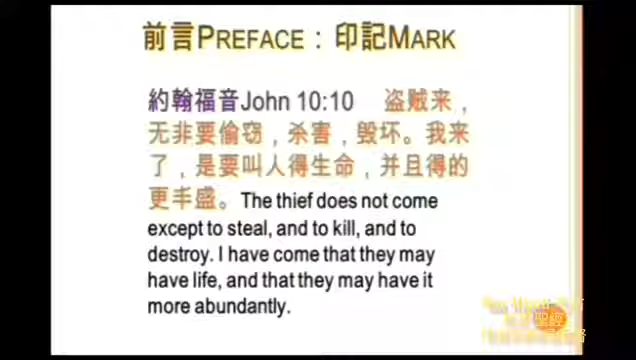 前言PREFACE：印記MARK
約翰福音John 10:10 盗贼来，
无非要偷窃，杀害，毁坏。我来
了，是要叫人得生命，并且得的
更丰盛。The thief does not come
except to steal, and to kill, and to
destroy. I have come that they may
have life, and that they may have it
more abundantly.
聖經